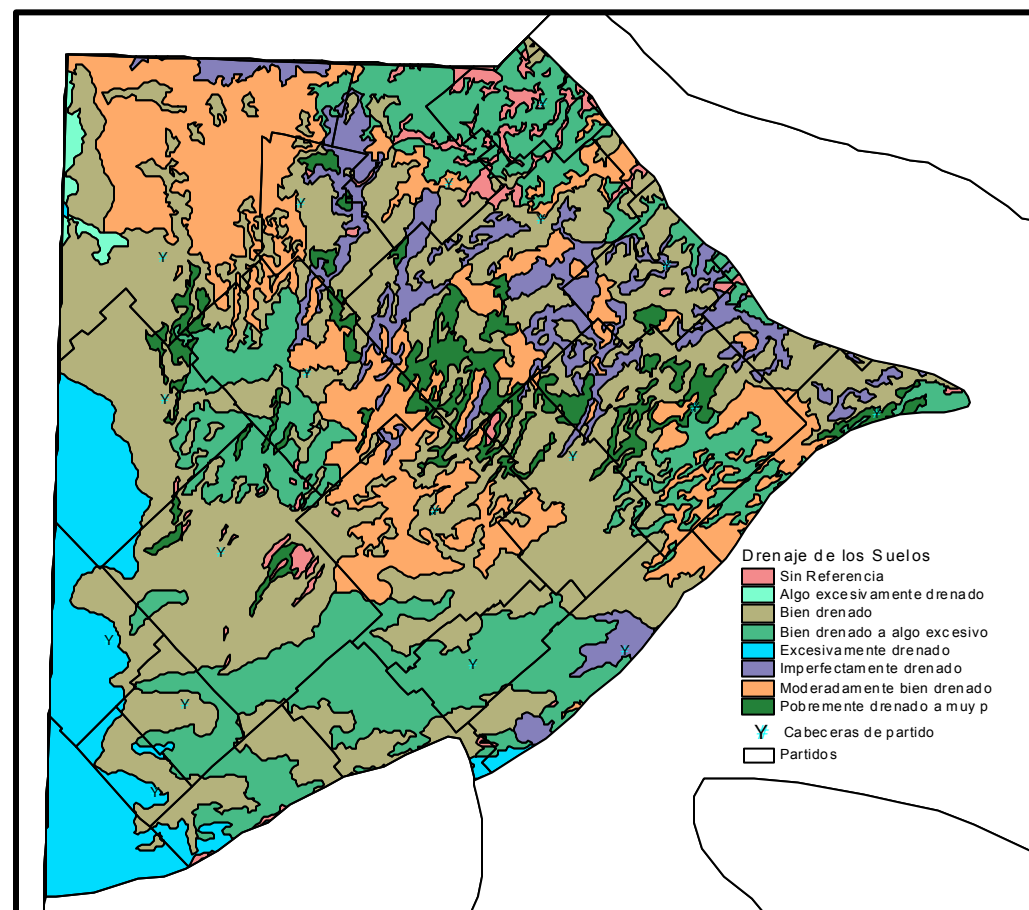 Drenaje de los Suelos
Sin Referencia
Algo excesivamente drenado
Bien drenado
Bien drenado a algo excesivo
Excesivamente drenado
Imperfectamente drenado
Moderadamente bien drenado
Pobremente drenado a muy p
Cabeceras de partido
Partidos